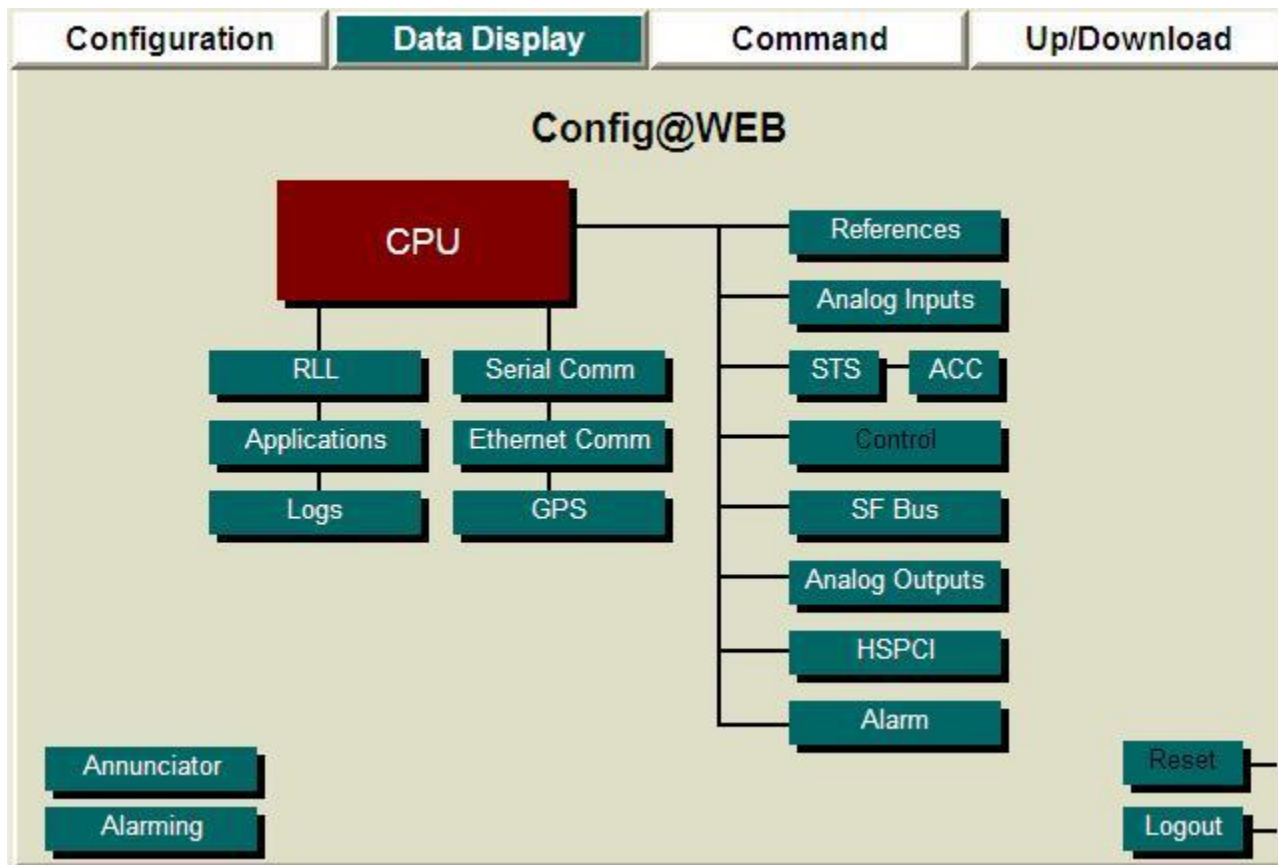 Configuration
Data Display
Command
Up/Download
Config@WEB
CPU
RLL
Applications
Logs
Serial Comm
Ethernet Comm
GPS
References
Analog Inputs
STS
ACC
Control
SF Bus
Analog Outputs
HSPCI
Alarm
Annunciator
Alarming
Reset
Logout